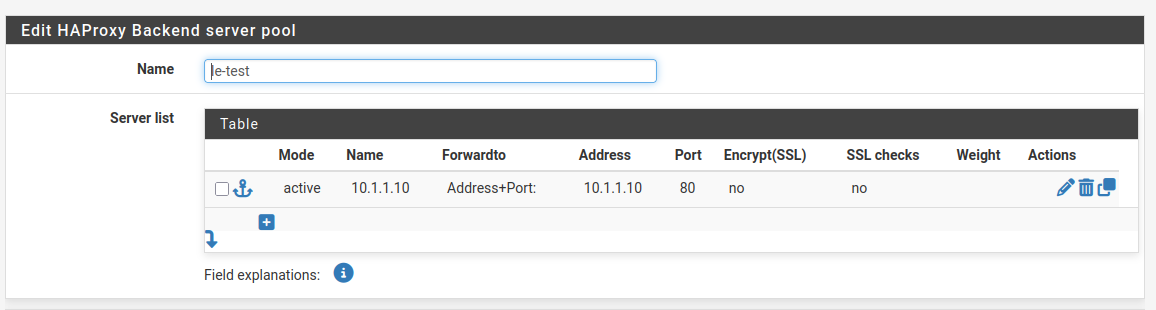 Edit HAProxy Backend server pool
Name
le-test
Server list
Table
Mode Name Forwardto Address Port Encrypt(SSL) SSL checks Weight Actions
active 10.1.1.10 Address+Port: 10.1.1.10 80 no no
Field explanations: